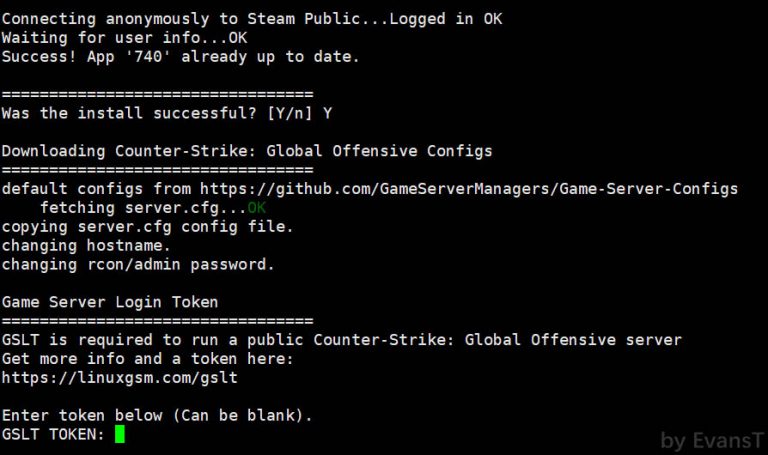 Connecting anonymously to Steam Public...Logged in OK
Waiting for user info...OK
Success! App '740' already up to date.
=================================
Was the install successful? [Y/n] Y
Downloading Counter-Strike: Global Offensive Configs
=================================
default configs from https://github.com/GameServerManagers/Game-Server-Configs
fetching server.cfg...OK
copying server.cfg config file.
changing hostname.
changing rcon/admin password.
Game Server Login Token
=================================
GSLT is required to run a public Counter-Strike: Global Offensive server
Get more info and a token here:
https://linuxgsm.com/gslt
Enter token below (Can be blank).
GSLT TOKEN:
by EvansT